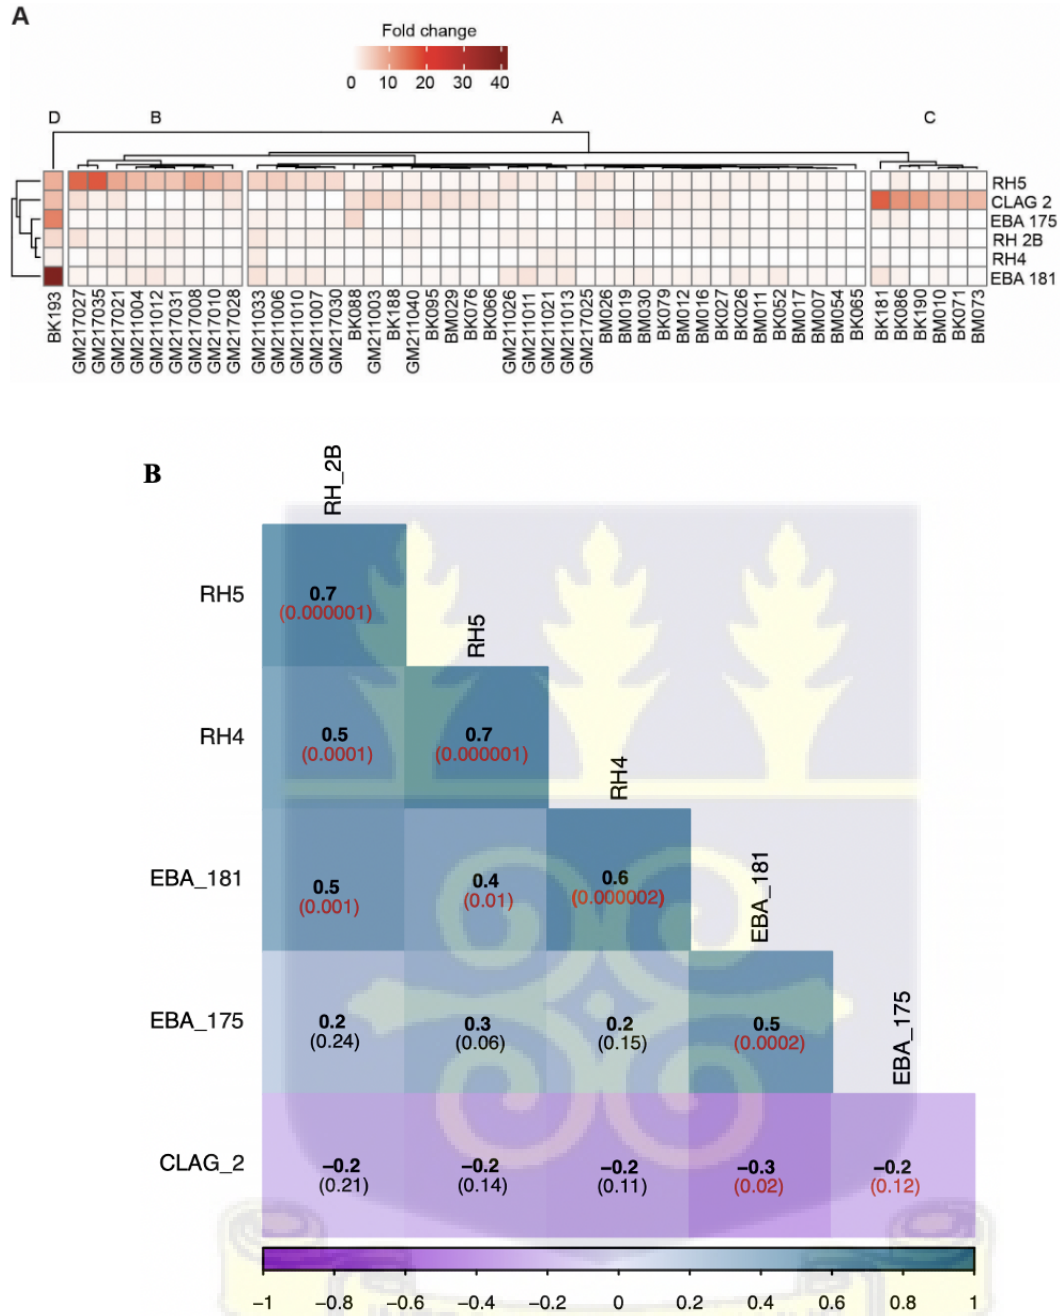 A
Fold change
0 10 20 30 40
D B A C
RH5
CLAG 2
EBA 175
RH 2B
RH4
EBA 181
BK193
GM217027
GM217035
GM217021
GM211004
GM211012
GM217031
GM217008
GM217010
GM217028
GM211033
GM211006
GM211010
GM211007
GM217030
BK088
GM211003
BK188
GM211040
BK095
BM029
BK076
BK066
GM211026
GM211011
GM211021
GM211013
GM217025
BM026
BM019
BM030
BK079
BM012
BM016
BK027
BK026
BM011
BK052
BM017
BM007
BM054
BK065
BK181
BK086
BK190
BM010
BK071
BM073
B
RH_2B
RH5
0.7
(0.000001)
RH5
RH4
0.5 0.7
(0.0001) (0.000001)
RH4
EBA_181
0.5 0.4 0.6
(0.001) (0.01) (0.000002)
EBA_181
EBA_175
0.2 0.3 0.2 0.5
(0.24) (0.06) (0.15) (0.0002)
EBA_175
CLAG_2
−0.2 −0.2 −0.2 −0.3 −0.2
(0.21) (0.14) (0.11) (0.02) (0.12)
−1 −0.8 −0.6 −0.4 −0.2 0 0.2 0.4 0.6 0.8 1